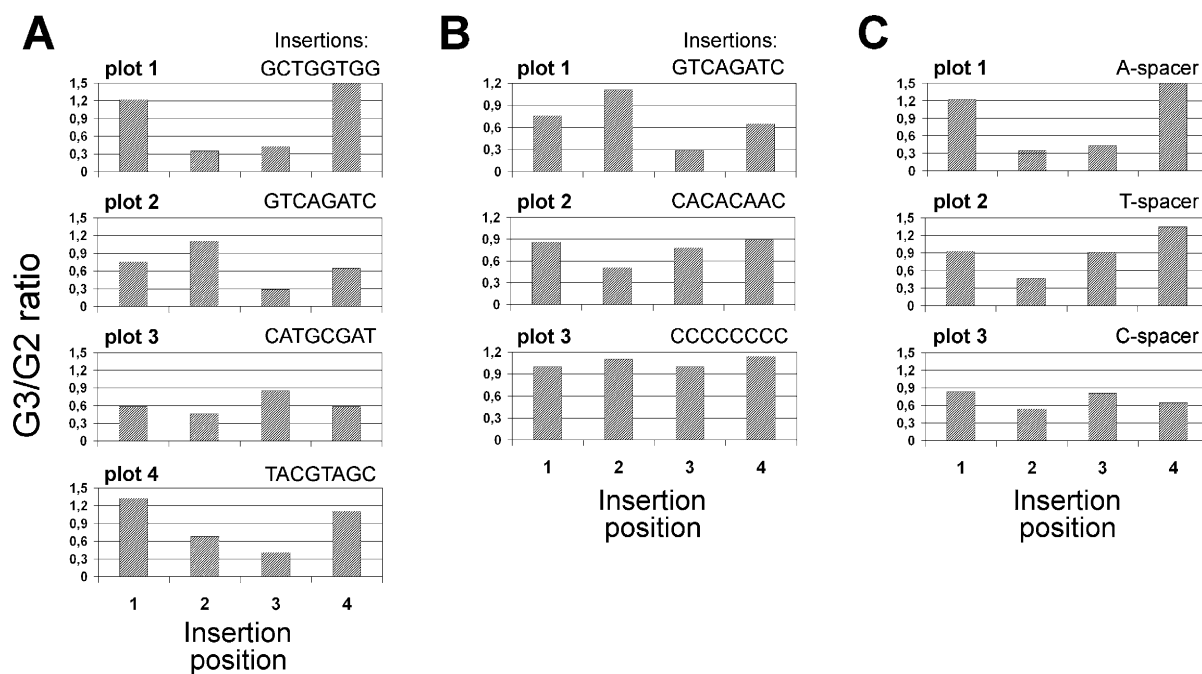 A
Insertions:
plot 1 GCTGGTGG
1,5
1,2
0,9
0,6
0,3
0
plot 2 GTCAGATC
1,5
1,2
0,9
0,6
0,3
0
plot 3 CATGCGAT
1,5
1,2
0,9
0,6
0,3
0
plot 4 TACGTAGC
1,5
1,2
0,9
0,6
0,3
0
1 2 3 4
Insertion
position
G3/G2 ratio
B
Insertions:
plot 1 GTCAGATC
1,2
0,9
0,6
0,3
0
plot 2 CACACAAC
1,2
0,9
0,6
0,3
0
plot 3 CCCCCCCC
1,2
0,9
0,6
0,3
0
1 2 3 4
Insertion
position
C
plot 1 A-spacer
1,5
1,2
0,9
0,6
0,3
0
plot 2 T-spacer
1,5
1,2
0,9
0,6
0,3
0
plot 3 C-spacer
1,5
1,2
0,9
0,6
0,3
0
1 2 3 4
Insertion
position